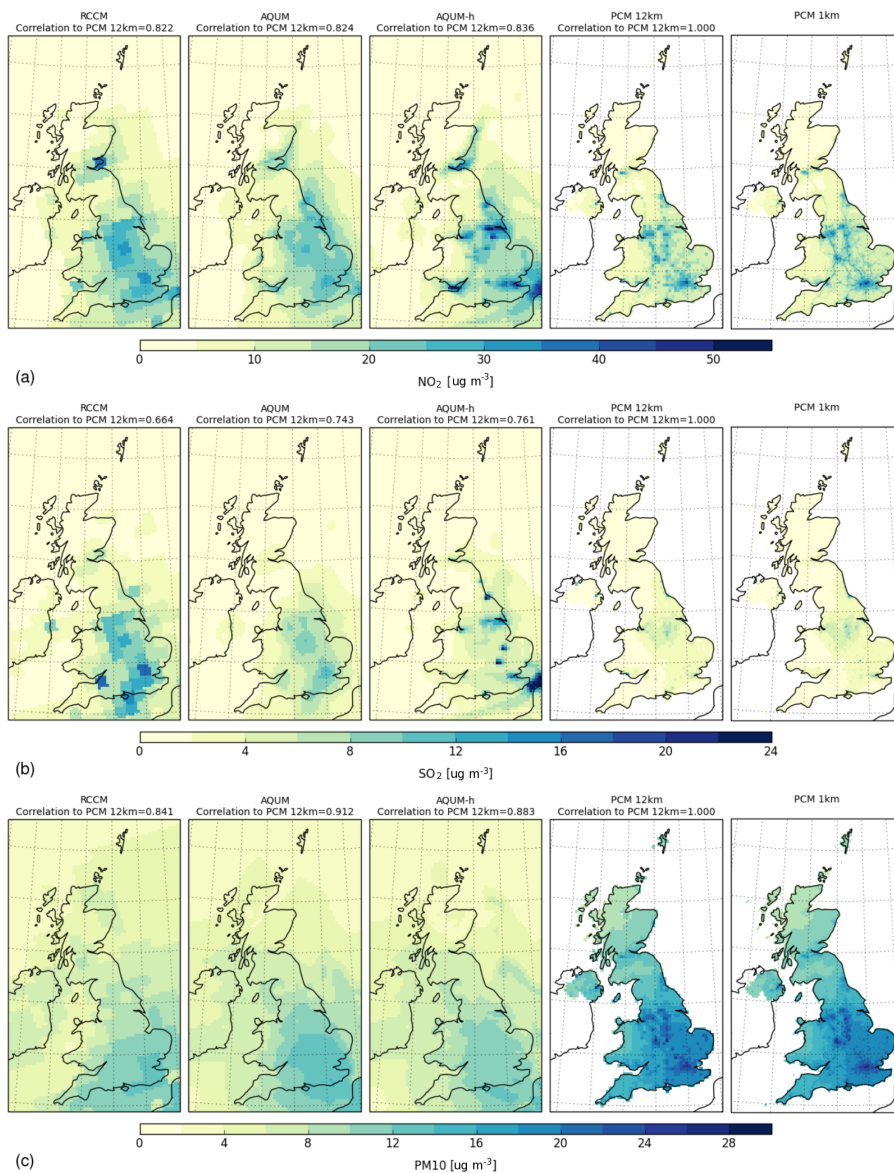 RCCM
Correlation to PCM 12km=0.822
AQUM
Correlation to PCM 12km=0.824
AQUM-h
Correlation to PCM 12km=0.836
PCM 12km
Correlation to PCM 12km=1.000
PCM 1km
0 10 20 30 40 50
NO₂ [ug m⁻³]
(a)
RCCM
Correlation to PCM 12km=0.664
AQUM
Correlation to PCM 12km=0.743
AQUM-h
Correlation to PCM 12km=0.761
PCM 12km
Correlation to PCM 12km=1.000
PCM 1km
0 4 8 12 16 20 24
SO₂ [ug m⁻³]
(b)
RCCM
Correlation to PCM 12km=0.841
AQUM
Correlation to PCM 12km=0.912
AQUM-h
Correlation to PCM 12km=0.883
PCM 12km
Correlation to PCM 12km=1.000
PCM 1km
0 4 8 12 16 20 24 28
PM10 [ug m⁻³]
(c)